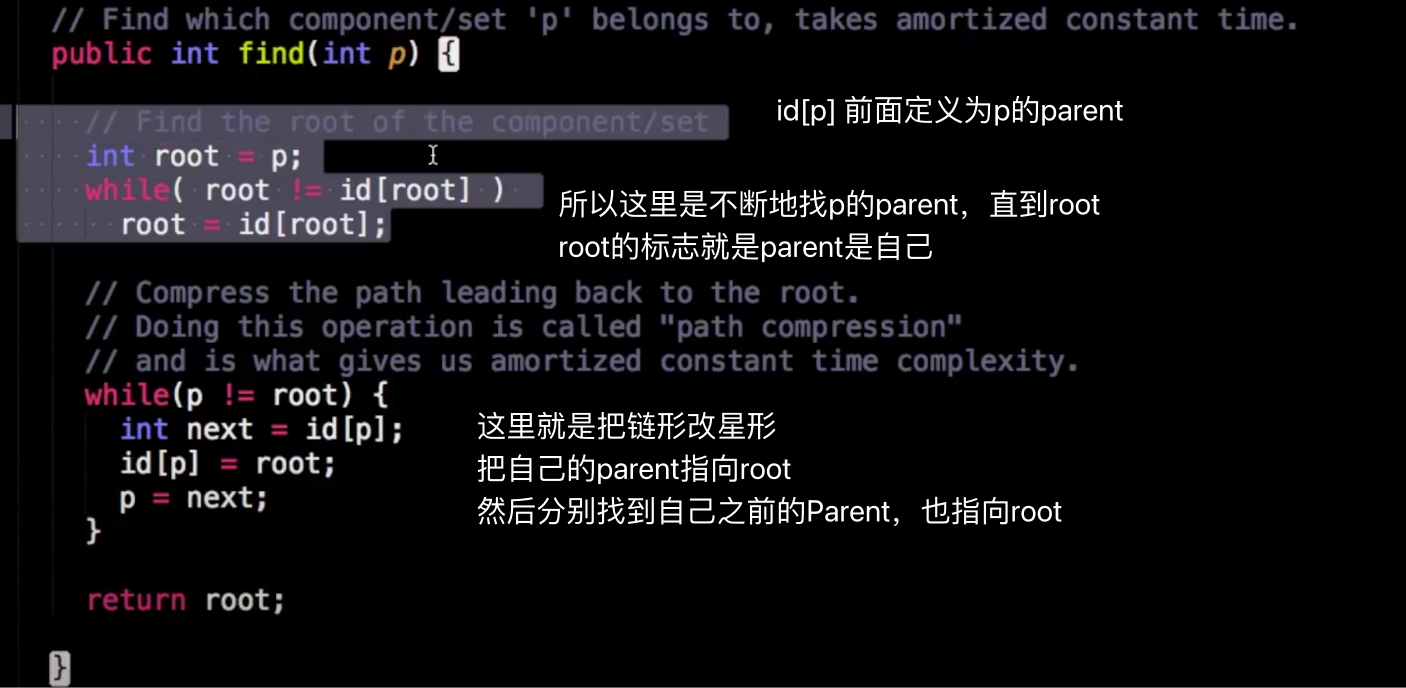 // Find which component/set 'p' belongs to, takes amortized constant time.
public int find(int p) {
// Find the root of the component/set
id[p] 前面定义为p的parent
int root = p;
while( root != id[root] )
所以这里是不断地找p的parent，直到root
root = id[root];
root的标志就是parent是自己
// Compress the path leading back to the root.
// Doing this operation is called "path compression"
// and is what gives us amortized constant time complexity.
while(p != root) {
int next = id[p];
这里就是把链形改星形
id[p] = root;
把自己的parent指向root
p = next;
然后分别找到自己之前的Parent，也指向root
}
return root;
}